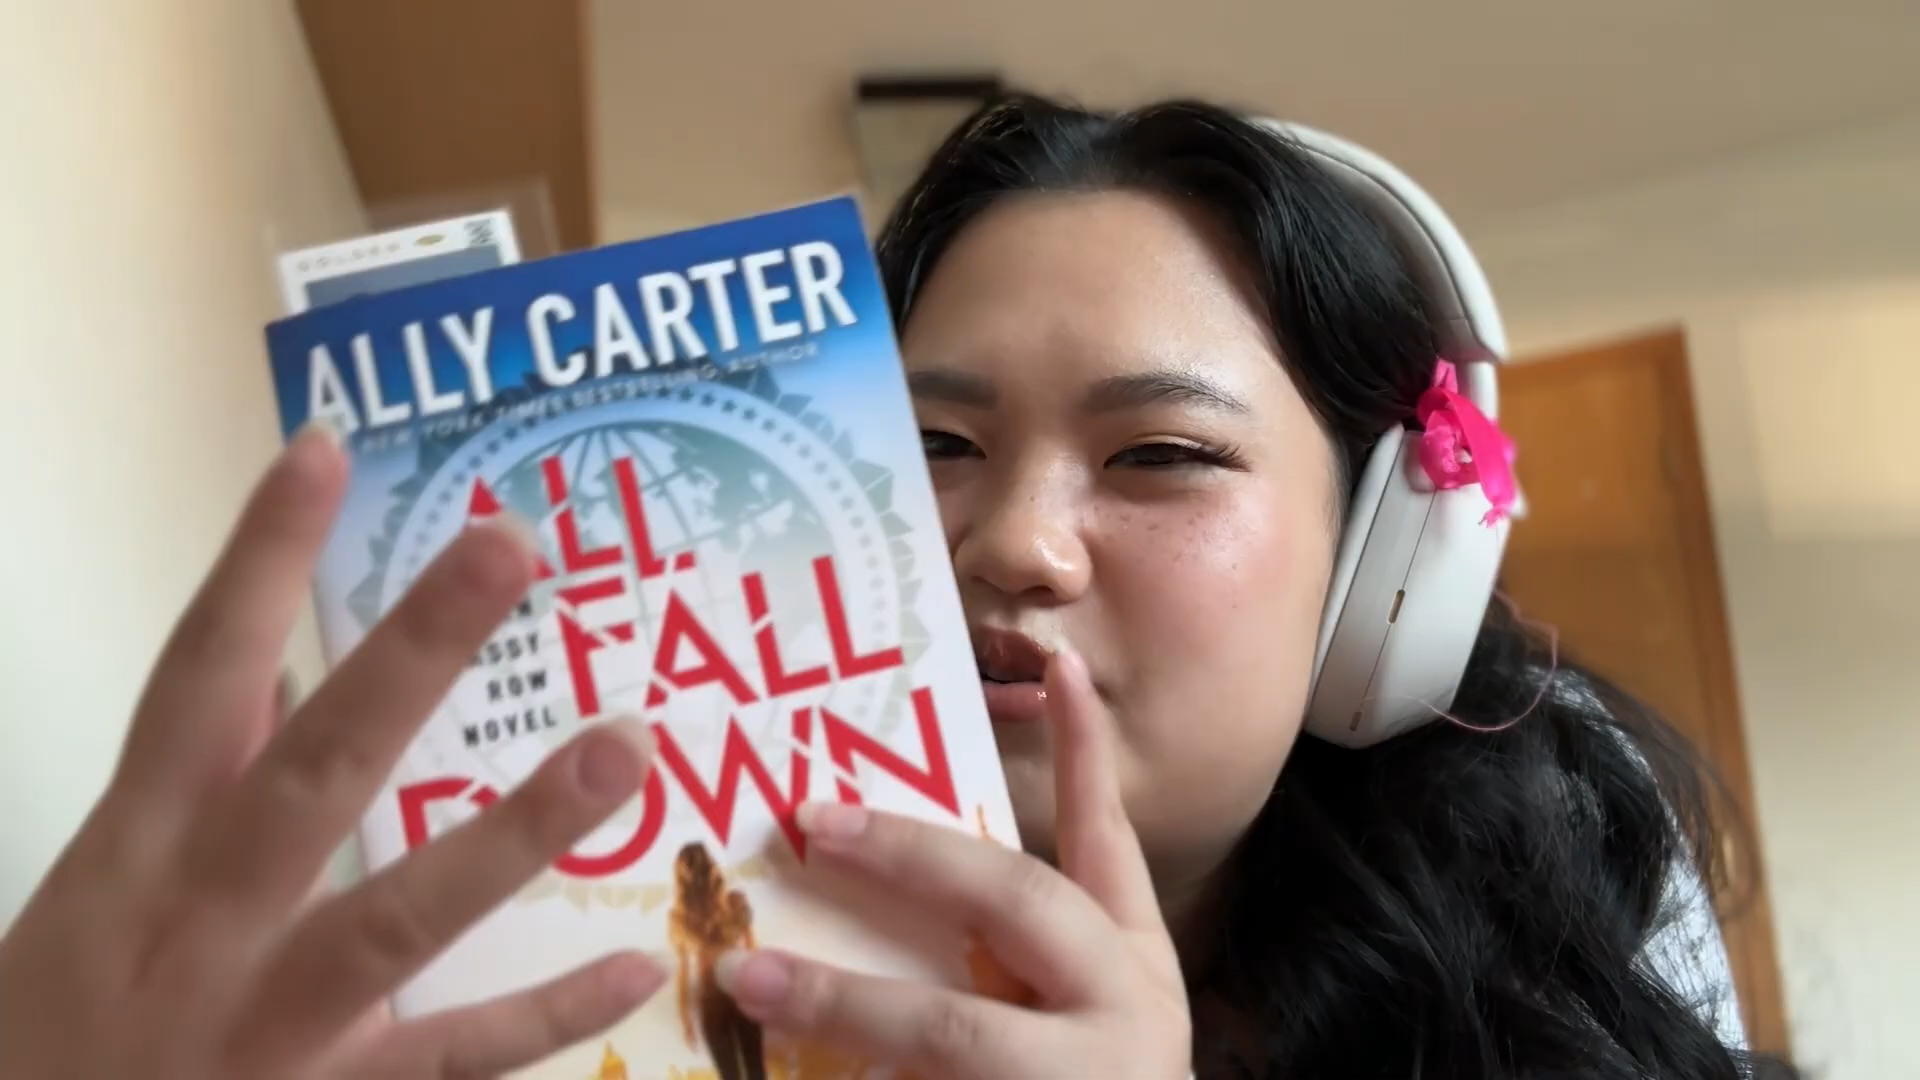 ALLY CARTER
NEW YORK TIMES BESTSELLING AUTHOR
ALL
FALL
DOWN
ROW
NOVEL